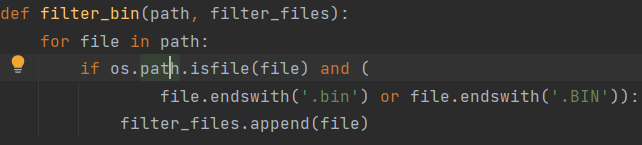 def filter_bin(path, filter_files):
    for file in path:
        if os.path.isfile(file) and (
                file.endswith('.bin') or file.endswith('.BIN')):
            filter_files.append(file)